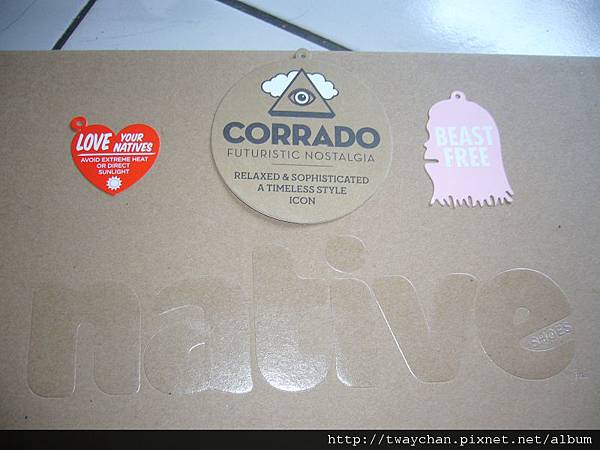 LOVE YOUR
NATIVES
AVOID EXTREME HEAT
OR DIRECT
SUNLIGHT
CORRADO
FUTURISTIC NOSTALGIA
RELAXED & SOPHISTICATED
A TIMELESS STYLE
ICON
BEAST
FREE
native
SHOES
http://twaychan.pixnet.net/album